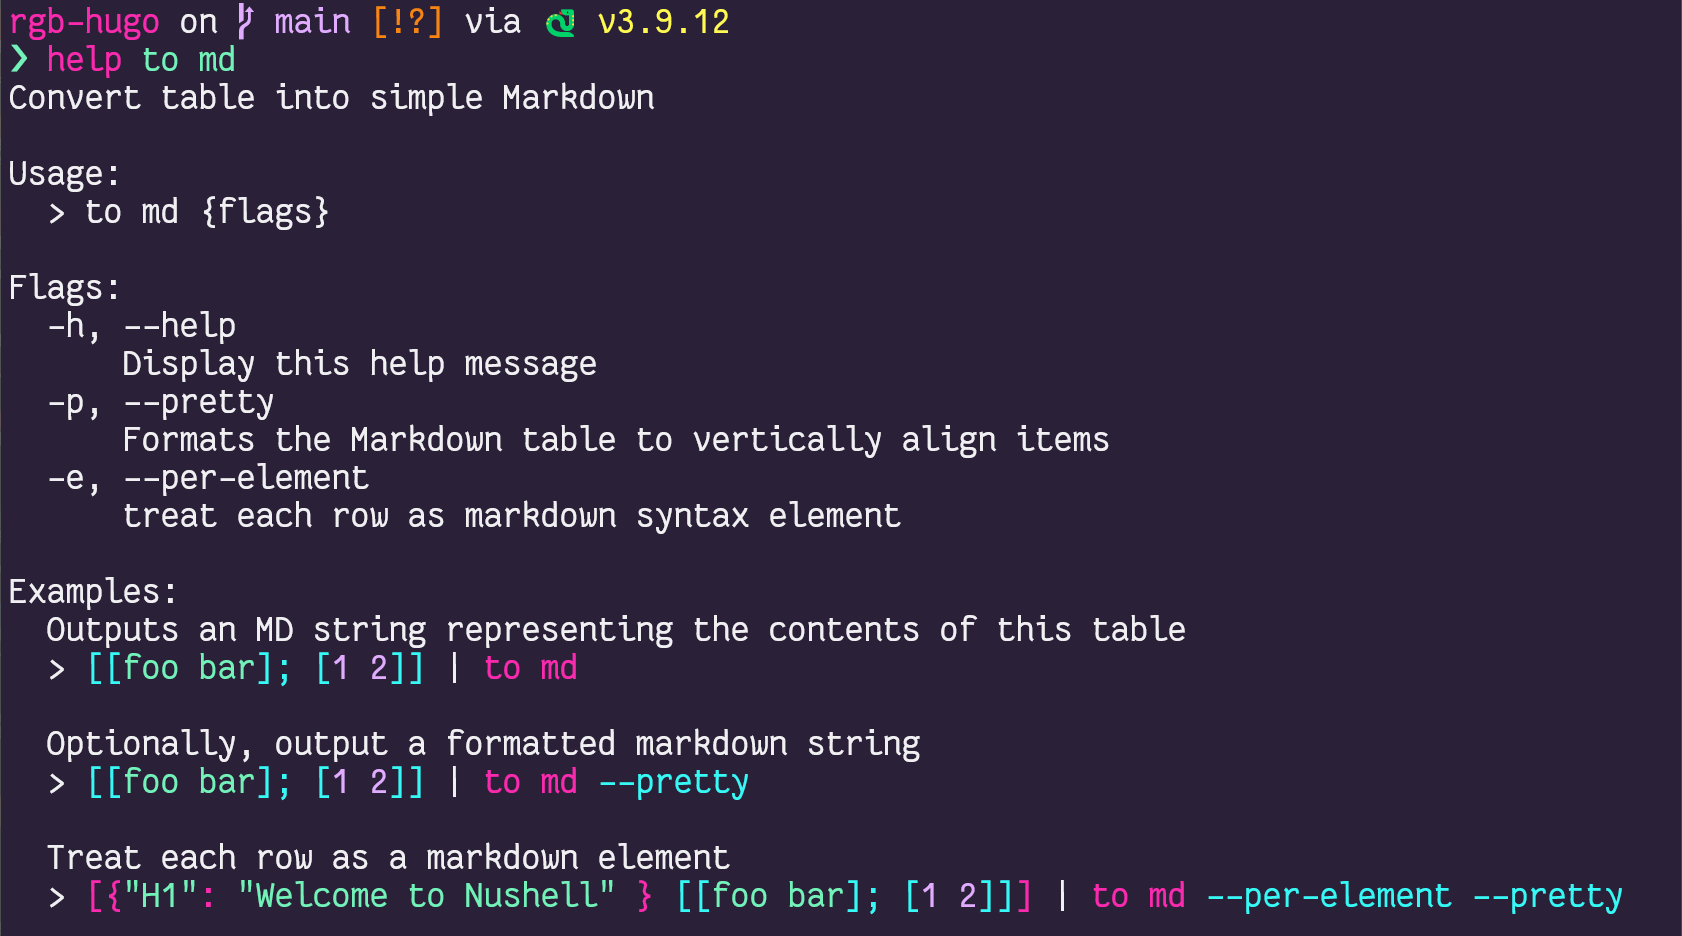 rgb-hugo on main [!?] via v3.9.12
❯ help to md
Convert table into simple Markdown
Usage:
> to md {flags}
Flags:
-h, --help
Display this help message
-p, --pretty
Formats the Markdown table to vertically align items
-e, --per-element
treat each row as markdown syntax element
Examples:
Outputs an MD string representing the contents of this table
> [[foo bar]; [1 2]] | to md
Optionally, output a formatted markdown string
> [[foo bar]; [1 2]] | to md --pretty
Treat each row as a markdown element
> [{"H1": "Welcome to Nushell" } [[foo bar]; [1 2]]] | to md --per-element --pretty